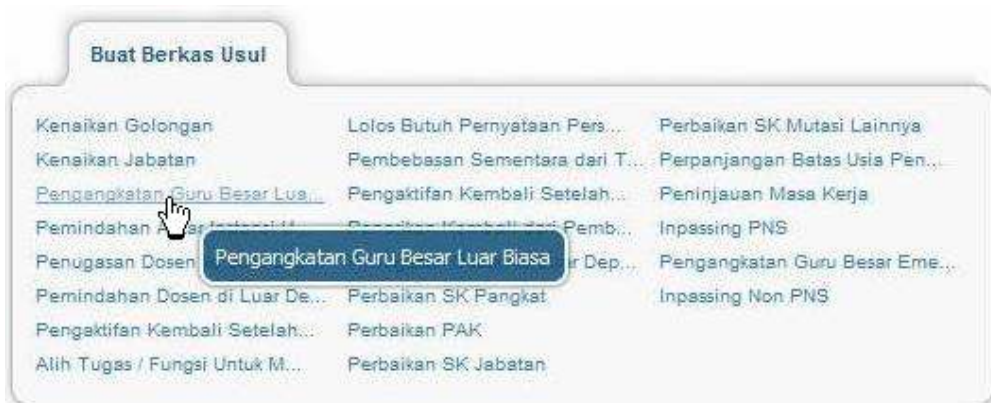 Buat Berkas Usul
Kenaikan Golongan
Kenaikan Jabatan
Pengangkatan Guru Besar Lua...
Pemindahan
Penugasan Dosen
Pemindahan Dosen di Luar De...
Pengaktifan Kembali Setelah...
Alih Tugas / Fungsi Untuk M...
Lolos Butuh Pernyataan Pers...
Pembebasan Sementara dari T...
Pengaktifan Kembali Setelah...
Pemb...
Dep...
Perbaikan SK Pangkat
Perbaikan PAK
Perbaikan SK Jabatan
Perbaikan SK Mutasi Lainnya
Perpanjangan Batas Usia Pen...
Peninjauan Masa Kerja
Inpassing PNS
Pengangkatan Guru Besar Eme...
Inpassing Non PNS
Pengangkatan Guru Besar Luar Biasa